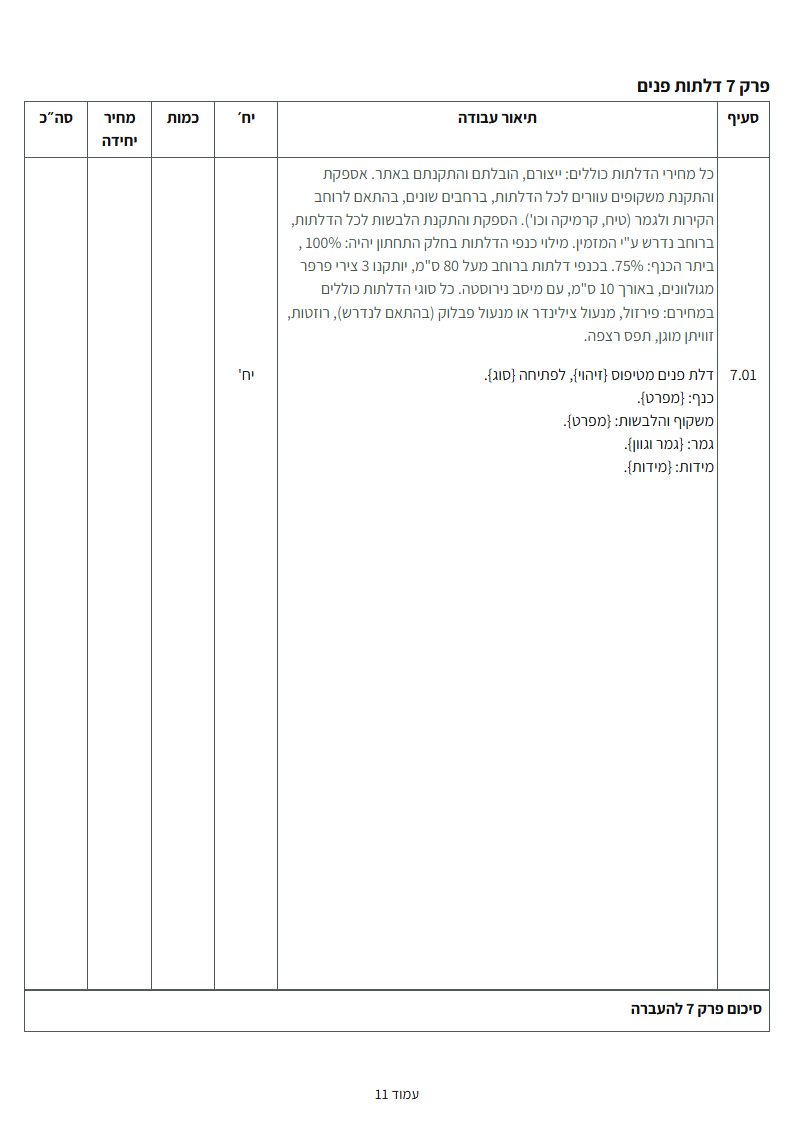 פרק 7 דלתות פנים
סעיף תיאור עבודה יח׳ כמות מחיר יחידה סה״כ
כל מחירי הדלתות כוללים: ייצורם, הובלתם והתקנתם באתר. אספקת
והתקנת משקופים עוורים לכל הדלתות, ברחבים שונים, בהתאם לרוחב
הקירות ולגמר (טיח, קרמיקה וכו'). הספקת והתקנת הלבשות לכל הדלתות,
ברוחב נדרש ע"י המזמין. מילוי כנפי הדלתות בחלק התחתון יהיה: 100% ,
ביתר הכנף: 75%. בכנפי דלתות ברוחב מעל 80 ס"מ, יותקנו 3 צירי פרפר
מגולוונים, באורך 10 ס"מ, עם מיסב נירוסטה. כל סוגי הדלתות כוללים
במחירם: פירזול, מנעול צילינדר או מנעול פבלוק (בהתאם לנדרש), רוזטות,
זוויתן מוגן, תפס רצפה.
7.01 דלת פנים מטיפוס {זיהוי}, לפתיחה {סוג}. יח'
כנף: {מפרט}.
משקוף והלבשות: {מפרט}.
גמר: {גמר וגוון}.
מידות: {מידות}.
סיכום פרק 7 להעברה
עמוד 11